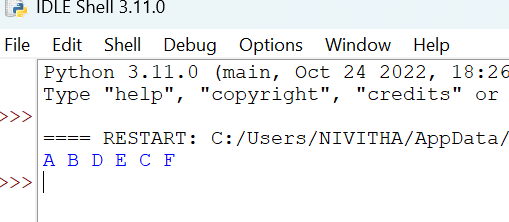 IDLE Shell 3.11.0
File Edit Shell Debug Options Window Help
Python 3.11.0 (main, Oct 24 2022, 18:26
Type "help", "copyright", "credits" or
>>>
==== RESTART: C:/Users/NIVITHA/AppData/
A B D E C F
>>>